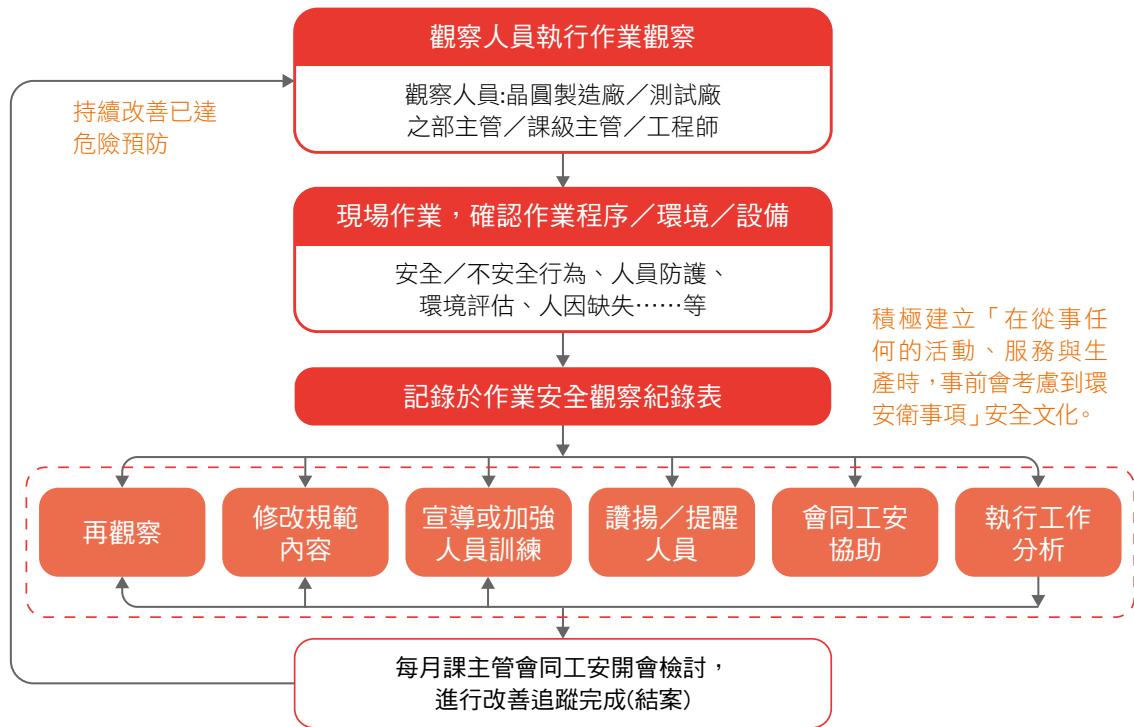 觀察人員執行作業觀察
觀察人員:晶圓製造廠／測試廠
之部主管／課級主管／工程師
持續改善已達
危險預防
現場作業，確認作業程序／環境／設備
安全／不安全行為、人員防護、
環境評估、人因缺失……等
積極建立「在從事任
何的活動、服務與生
產時，事前會考慮到環
安衛事項」安全文化。
記錄於作業安全觀察紀錄表
再觀察
修改規範
內容
宣導或加強
人員訓練
讚揚／提醒
人員
會同工安
協助
執行工作
分析
每月課主管會同工安開會檢討，
進行改善追蹤完成(結案)